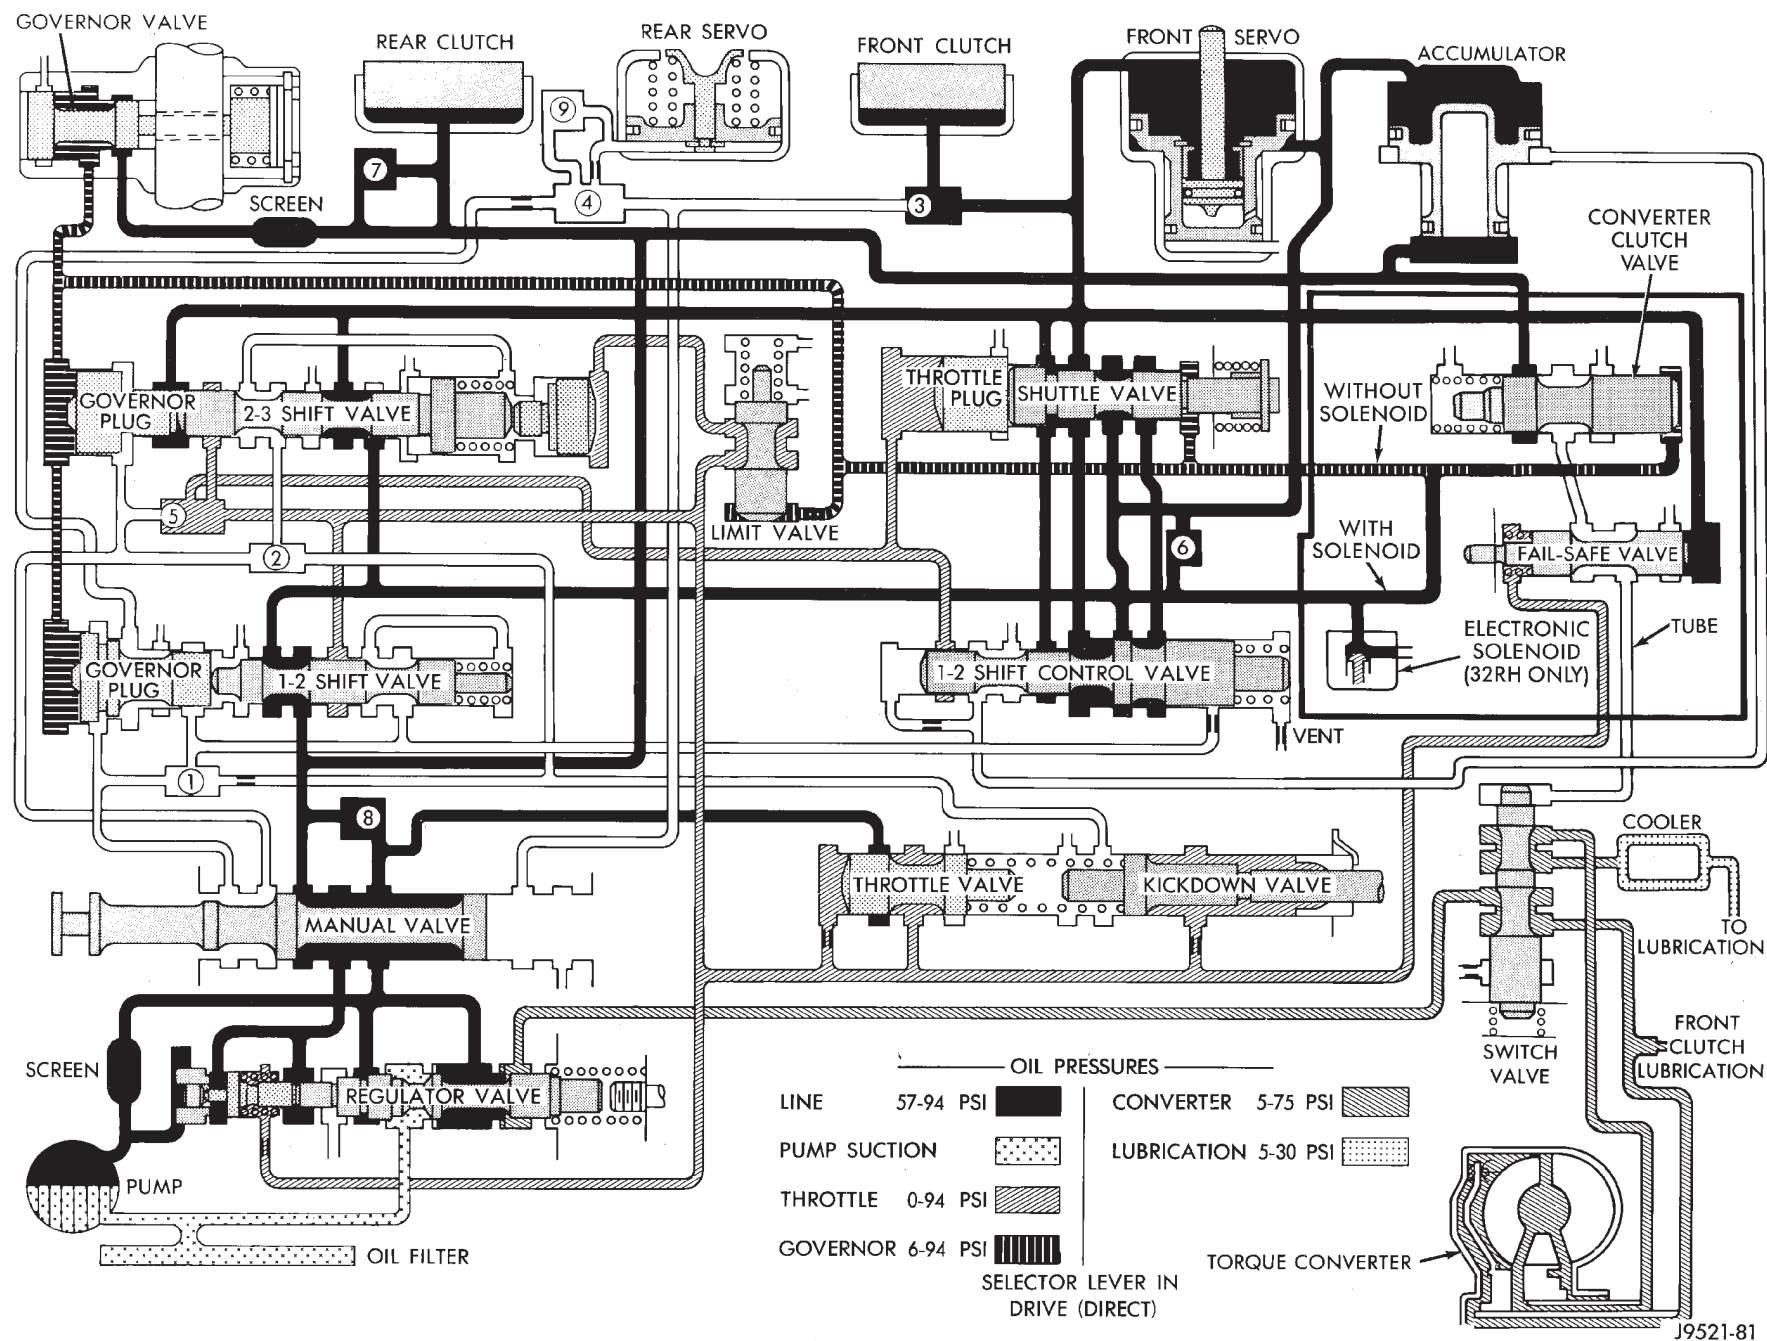 GOVERNOR VALVE
REAR CLUTCH
REAR SERVO
FRONT CLUTCH
FRONT SERVO
ACCUMULATOR
9
7
4
3
SCREEN
CONVERTER
CLUTCH
VALVE
GOVERNOR
PLUG
2-3 SHIFT VALVE
THROTTLE
PLUG
SHUTTLE VALVE
WITHOUT
SOLENOID
5
LIMIT VALVE
2
6
WITH
SOLENOID
FAIL-SAFE VALVE
GOVERNOR
PLUG
1-2 SHIFT VALVE
1-2 SHIFT CONTROL VALVE
ELECTRONIC
SOLENOID
(32RH ONLY)
TUBE
VENT
1
8
COOLER
THROTTLE VALVE
KICKDOWN VALVE
MANUAL VALVE
TO
LUBRICATION
SCREEN
REGULATOR VALVE
SWITCH
VALVE
FRONT
CLUTCH
LUBRICATION
PUMP
OIL FILTER
OIL PRESSURES
LINE 57-94 PSI
CONVERTER 5-75 PSI
PUMP SUCTION
LUBRICATION 5-30 PSI
THROTTLE 0-94 PSI
GOVERNOR 6-94 PSI
SELECTOR LEVER IN
DRIVE (DIRECT)
TORQUE CONVERTER
J9521-81